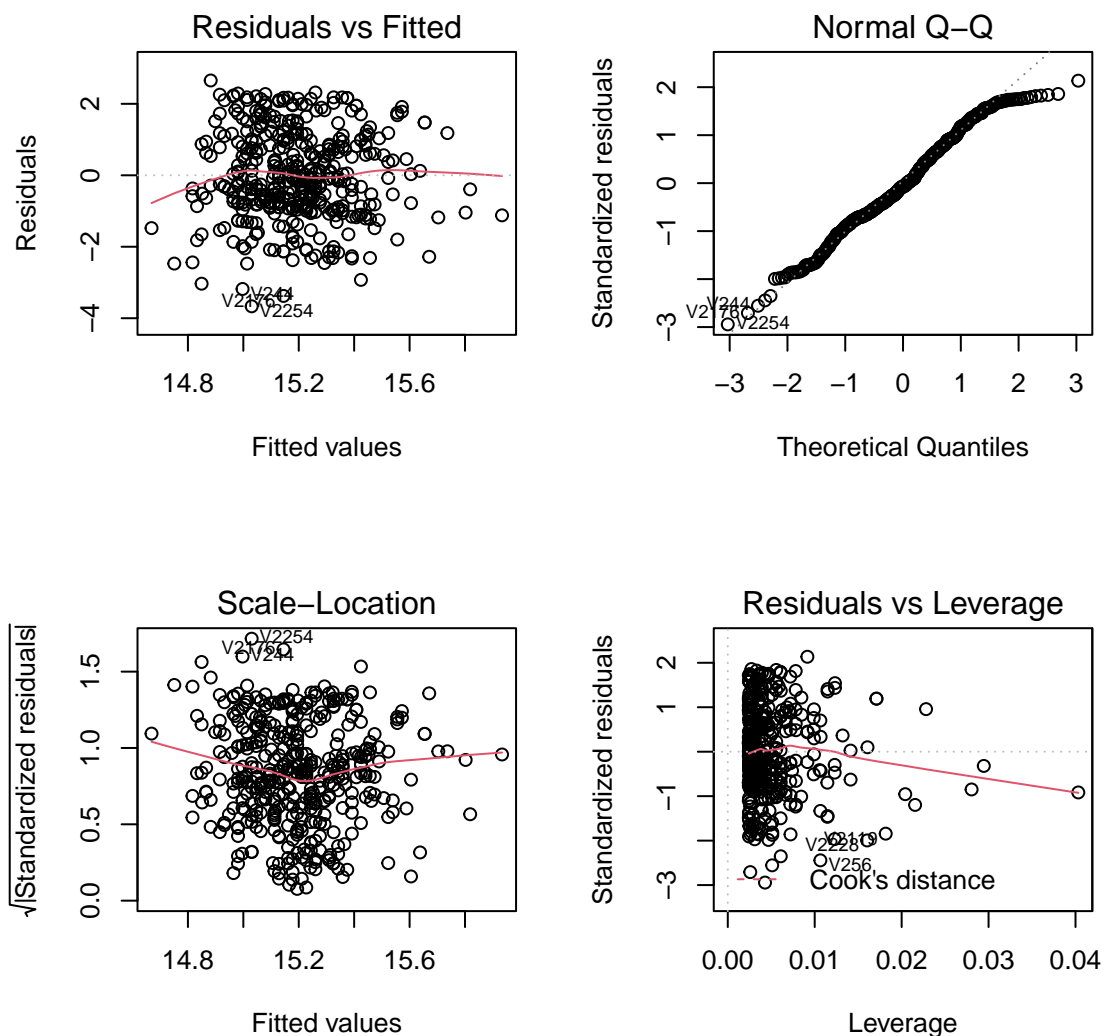 Residuals vs Fitted
Residuals
2
0
−2
−4
V244
V2176
V2254
14.8
15.2
15.6
Fitted values
Normal Q−Q
Standardized residuals
2
1
0
−1
−3
V244
V2176
V2254
−3 −2 −1 0 1 2 3
Theoretical Quantiles
Scale−Location
√|Standardized residuals|
1.5
1.0
0.5
0.0
V2254
V2176
V244
14.8
15.2
15.6
Fitted values
Residuals vs Leverage
Standardized residuals
2
1
0
−1
−3
V2119
V2228
V256
Cook's distance
0.00 0.01 0.02 0.03 0.04
Leverage